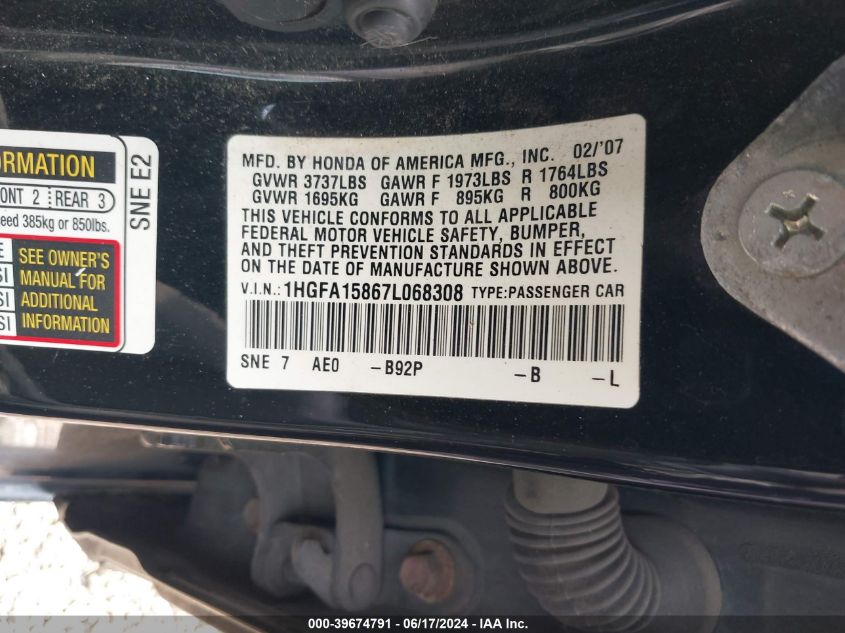 ORMATION
ONT 2 REAR 3
eed 385kg or 850lbs.
E
SI
SI
SI
SEE OWNER'S
MANUAL FOR
ADDITIONAL
INFORMATION
SNE E2
MFD. BY HONDA OF AMERICA MFG., INC. 02/'07
GVWR 3737LBS GAWR F 1973LBS R 1764LBS
GVWR 1695KG GAWR F 895KG R 800KG
THIS VEHICLE CONFORMS TO ALL APPLICABLE
FEDERAL MOTOR VEHICLE SAFETY, BUMPER,
AND THEFT PREVENTION STANDARDS IN EFFECT
ON THE DATE OF MANUFACTURE SHOWN ABOVE.
V.I.N.: 1HGFA15867L068308 TYPE:PASSENGER CAR
SNE 7 AE0 -B92P -B -L
000-39674791 - 06/17/2024 - IAA Inc.